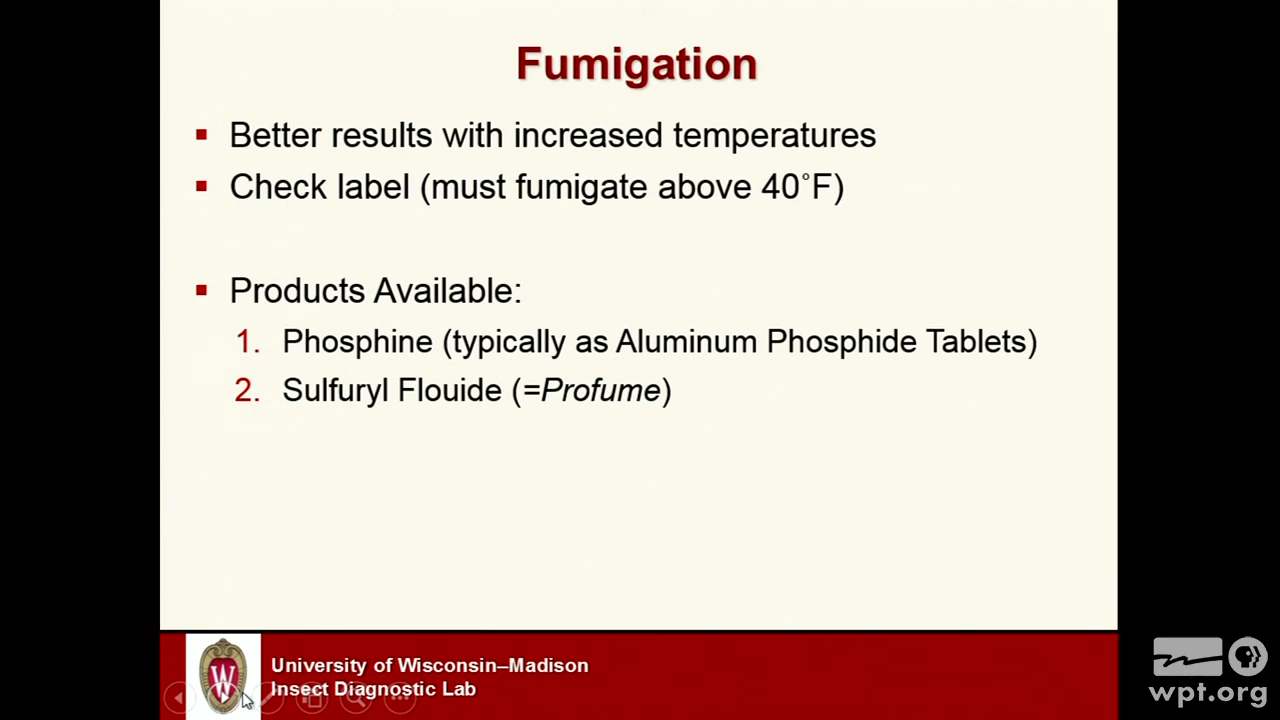 Fumigation
Better results with increased temperatures
Check label (must fumigate above 40˚F)
Products Available:
1. Phosphine (typically as Aluminum Phosphide Tablets)
2. Sulfuryl Flouide (=Profume)
W
University of Wisconsin–Madison
Insect Diagnostic Lab
wpt.org